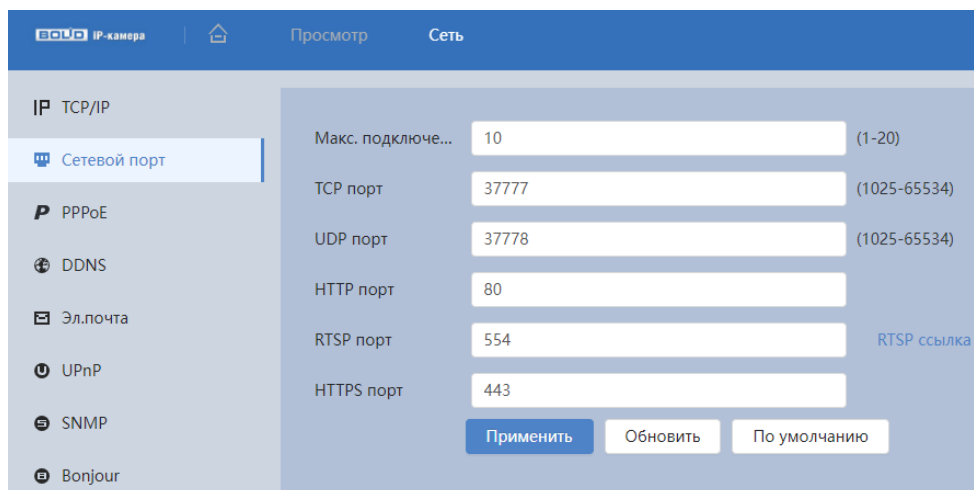 BOLID IP-камера
Просмотр
Сеть
TCP/IP
Сетевой порт
PPPoE
DDNS
Эл.почта
UPnP
SNMP
Bonjour
Макс. подключе... 10 (1-20)
TCP порт 37777 (1025-65534)
UDP порт 37778 (1025-65534)
HTTP порт 80
RTSP порт 554 RTSP ссылка
HTTPS порт 443
Применить Обновить По умолчанию